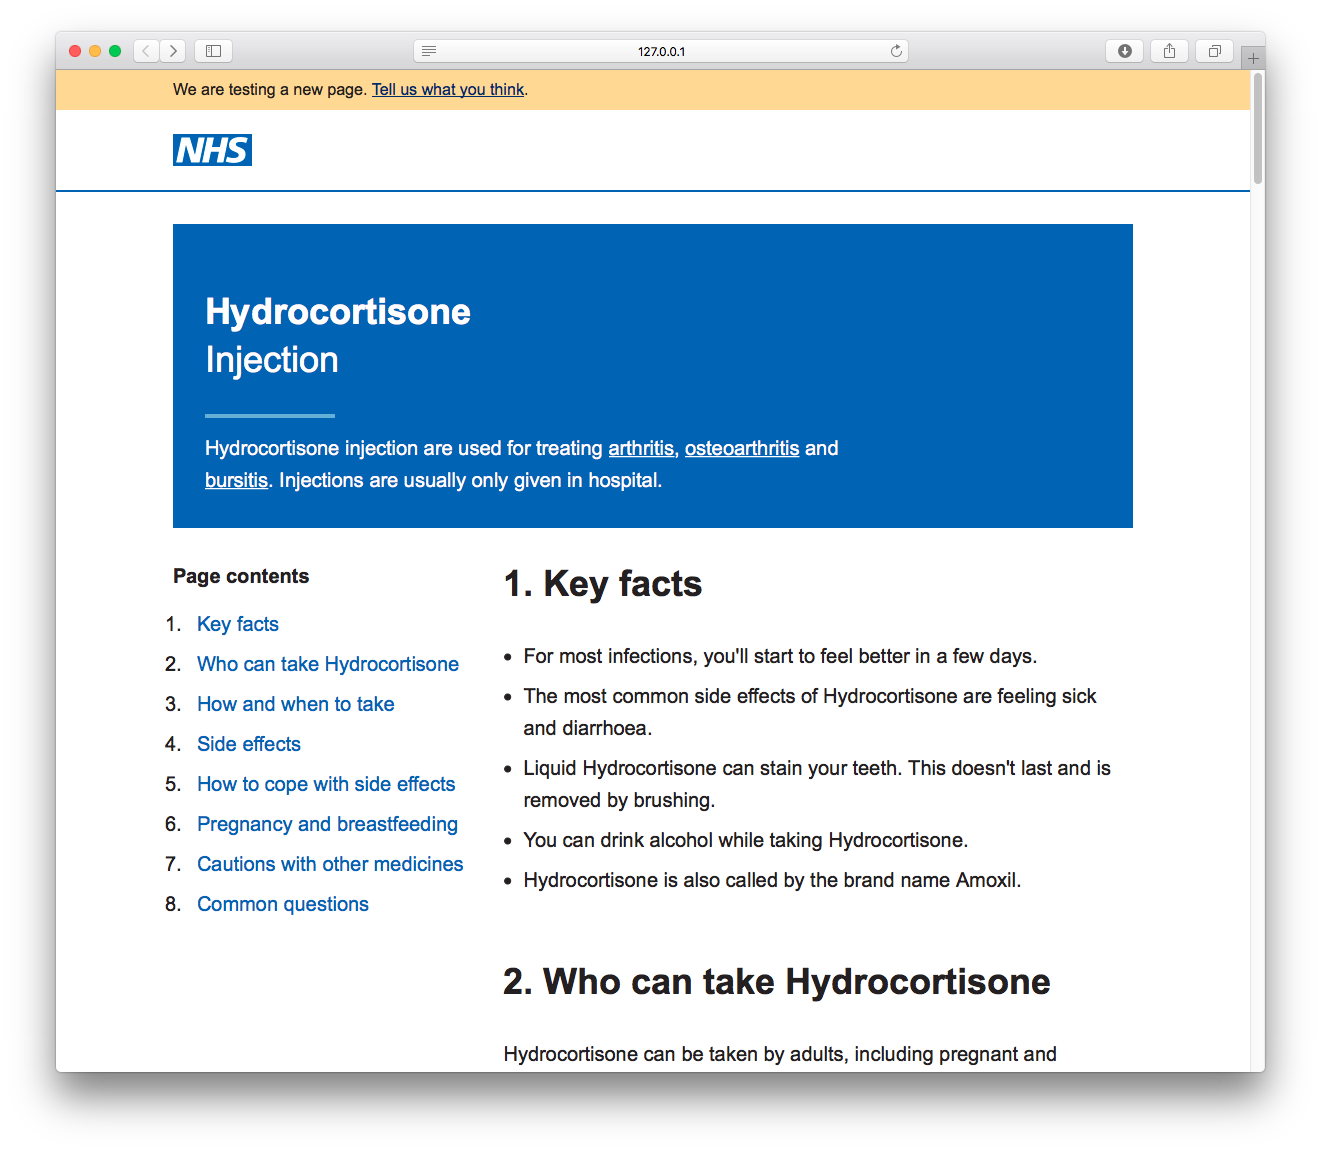 127.0.0.1
We are testing a new page. Tell us what you think.
NHS
Hydrocortisone
Injection
Hydrocortisone injection are used for treating arthritis, osteoarthritis and
bursitis. Injections are usually only given in hospital.
Page contents
1. Key facts
2. Who can take Hydrocortisone
3. How and when to take
4. Side effects
5. How to cope with side effects
6. Pregnancy and breastfeeding
7. Cautions with other medicines
8. Common questions
1. Key facts
• For most infections, you'll start to feel better in a few days.
• The most common side effects of Hydrocortisone are feeling sick
and diarrhoea.
• Liquid Hydrocortisone can stain your teeth. This doesn't last and is
removed by brushing.
• You can drink alcohol while taking Hydrocortisone.
• Hydrocortisone is also called by the brand name Amoxil.
2. Who can take Hydrocortisone
Hydrocortisone can be taken by adults, including pregnant and